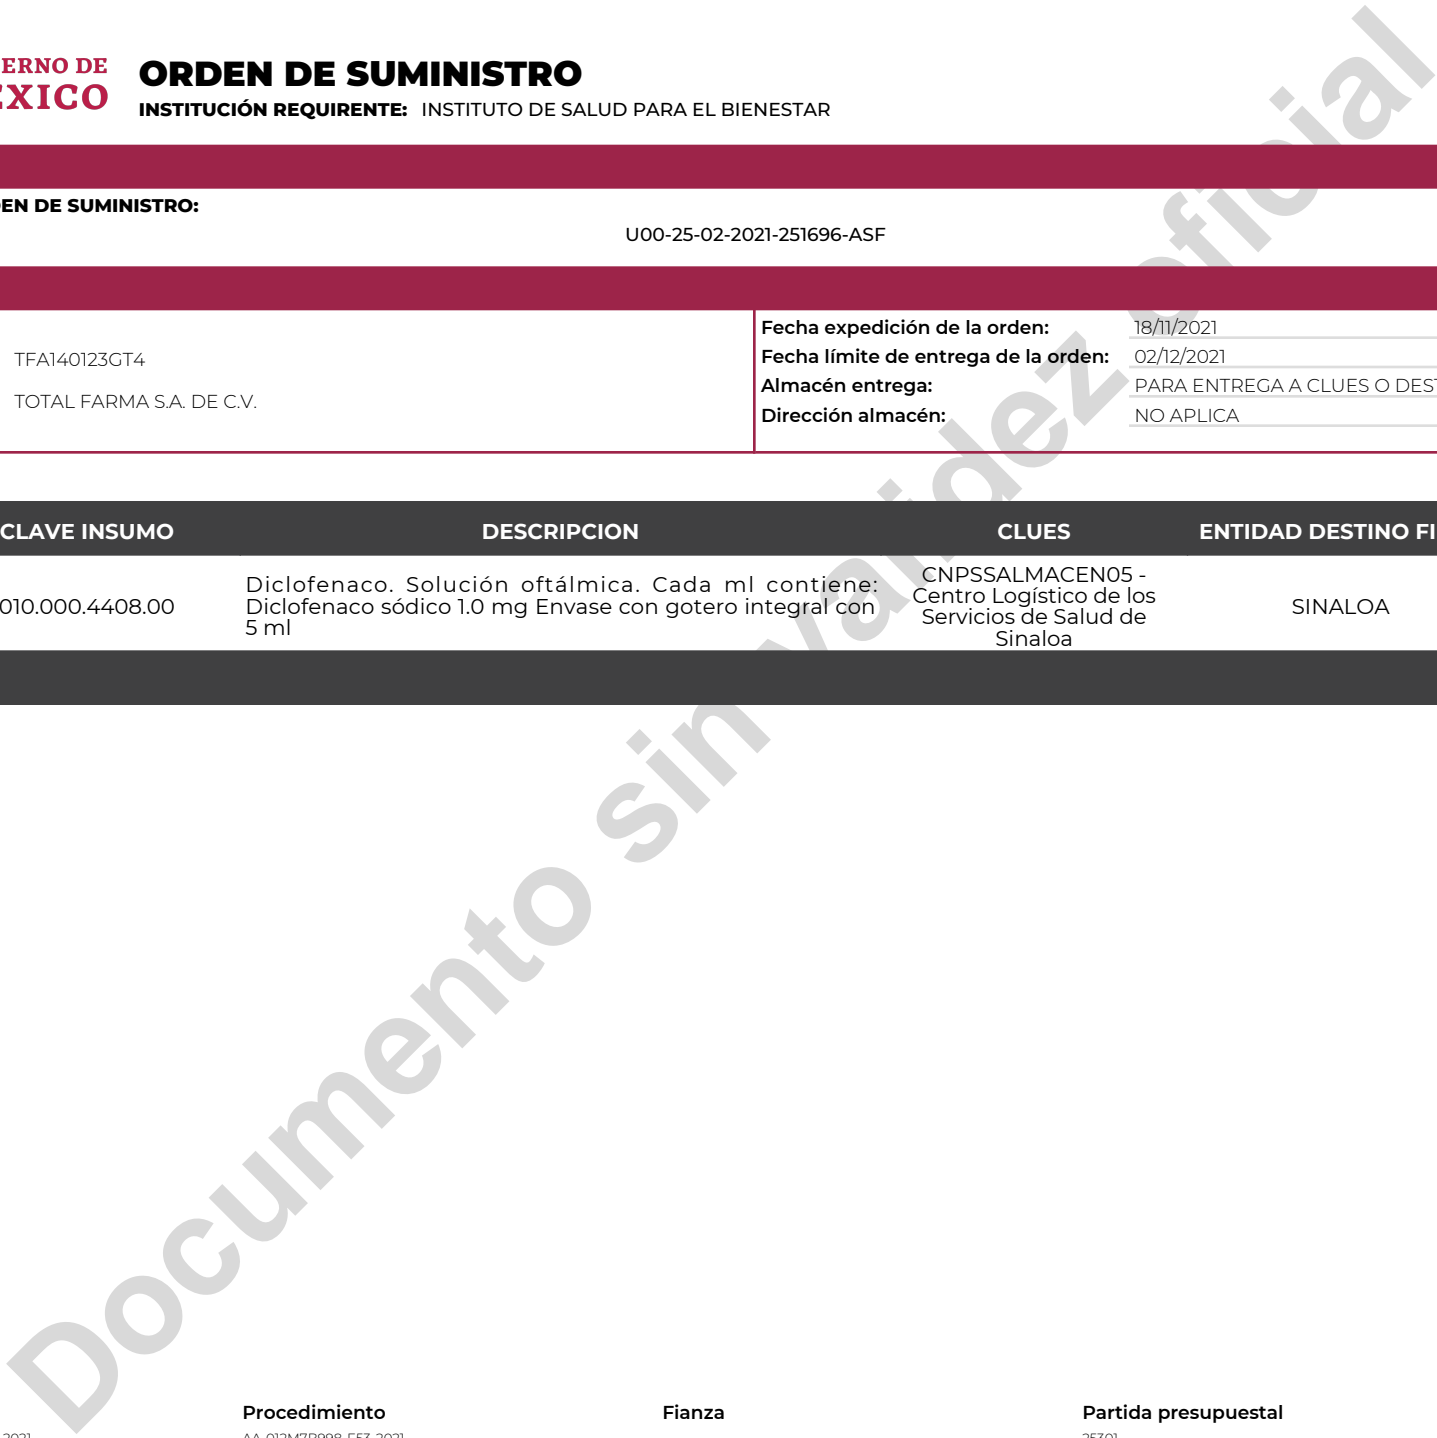 ERNO DE
ÉXICO
ORDEN DE SUMINISTRO
INSTITUCIÓN REQUIRENTE: INSTITUTO DE SALUD PARA EL BIENESTAR
EN DE SUMINISTRO:
U00-25-02-2021-251696-ASF
TFA140123GT4
TOTAL FARMA S.A. DE C.V.
Fecha expedición de la orden: 18/11/2021
Fecha límite de entrega de la orden: 02/12/2021
Almacén entrega: PARA ENTREGA A CLUES O DEST
Dirección almacén: NO APLICA
CLAVE INSUMO DESCRIPCION CLUES ENTIDAD DESTINO FI
010.000.4408.00
Diclofenaco. Solución oftálmica. Cada ml contiene:
Diclofenaco sódico 1.0 mg Envase con gotero integral con
5 ml
CNPSSALMACEN05 -
Centro Logístico de los
Servicios de Salud de
Sinaloa
SINALOA
Documento sin validez oficial
Procedimiento Fianza Partida presupuestal